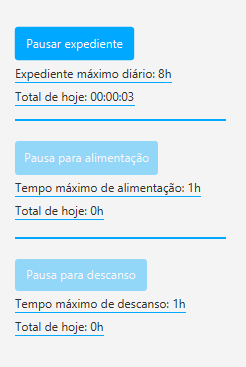 Pausar expediente
Expediente máximo diário: 8h
Total de hoje: 00:00:03
Pausa para alimentação
Tempo máximo de alimentação: 1h
Total de hoje: 0h
Pausa para descanso
Tempo máximo de descanso: 1h
Total de hoje: 0h